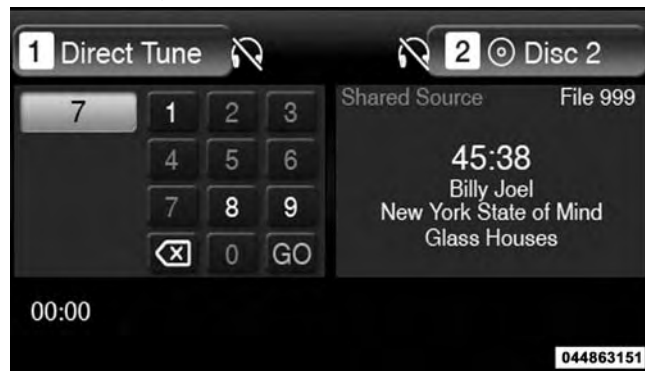 1 Direct Tune
2 Disc 2
7
1 2 3
4 5 6
7 8 9
0 GO
Shared Source File 999
45:38
Billy Joel
New York State of Mind
Glass Houses
00:00
044863151